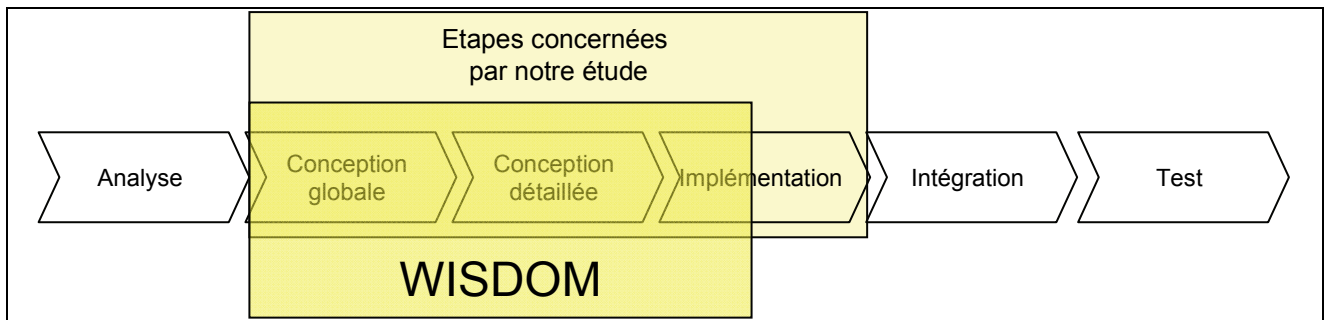 Etapes concernées
par notre étude
Analyse
Conception
globale
Conception
détaillée
Implémentation
Intégration
Test
WISDOM